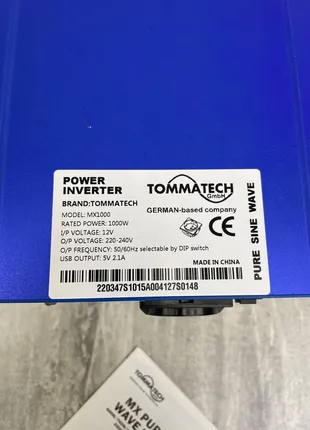 POWER
INVERTER
BRAND:TOMMATECH
MODEL: MX1000
RATED POWER: 1000W
I/P VOLTAGE: 12V
O/P VOLTAGE: 220-240V
O/P FREQUENCY: 50/60Hz selectable by DIP switch
USB OUTPUT: 5V 2.1A
TOMMATECH
GmbH
GERMAN-based company
CE
MADE IN CHINA
PURE SINE WAVE
220347S1015A004127S0148
MX PUR
WAVE